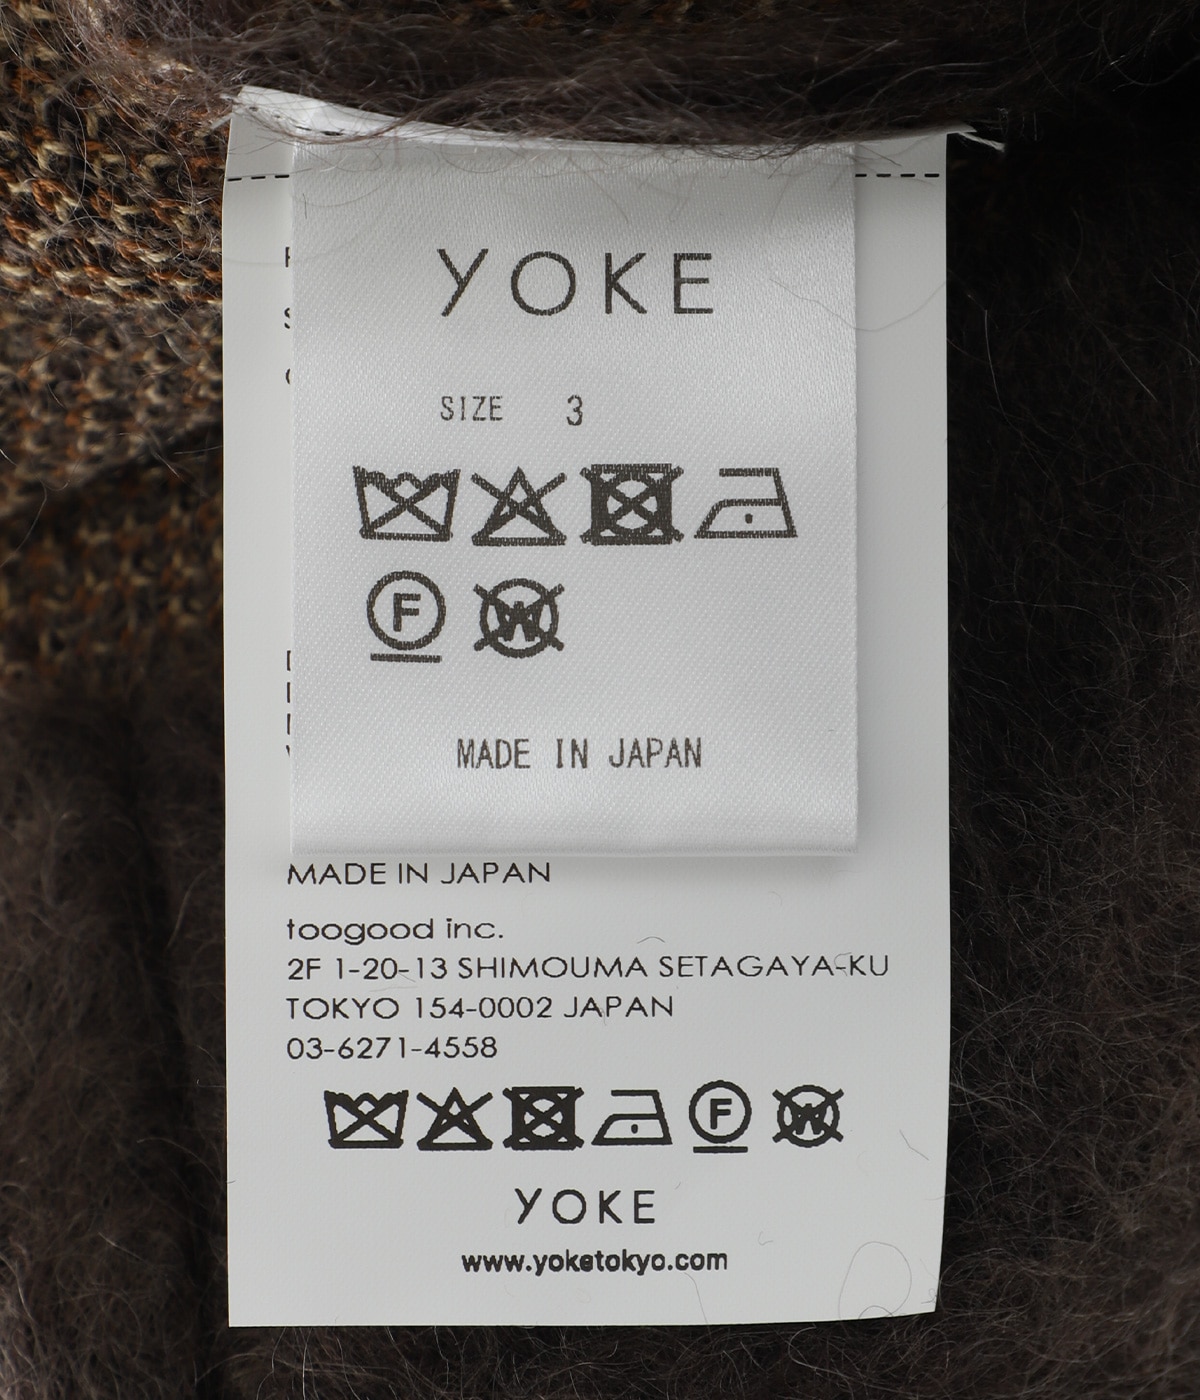 YOKE
SIZE 3
F
W
MADE IN JAPAN
MADE IN JAPAN
toogood inc.
2F 1-20-13 SHIMOUMA SETAGAYA-KU
TOKYO 154-0002 JAPAN
03-6271-4558
F W
YOKE
www.yoketokyo.com